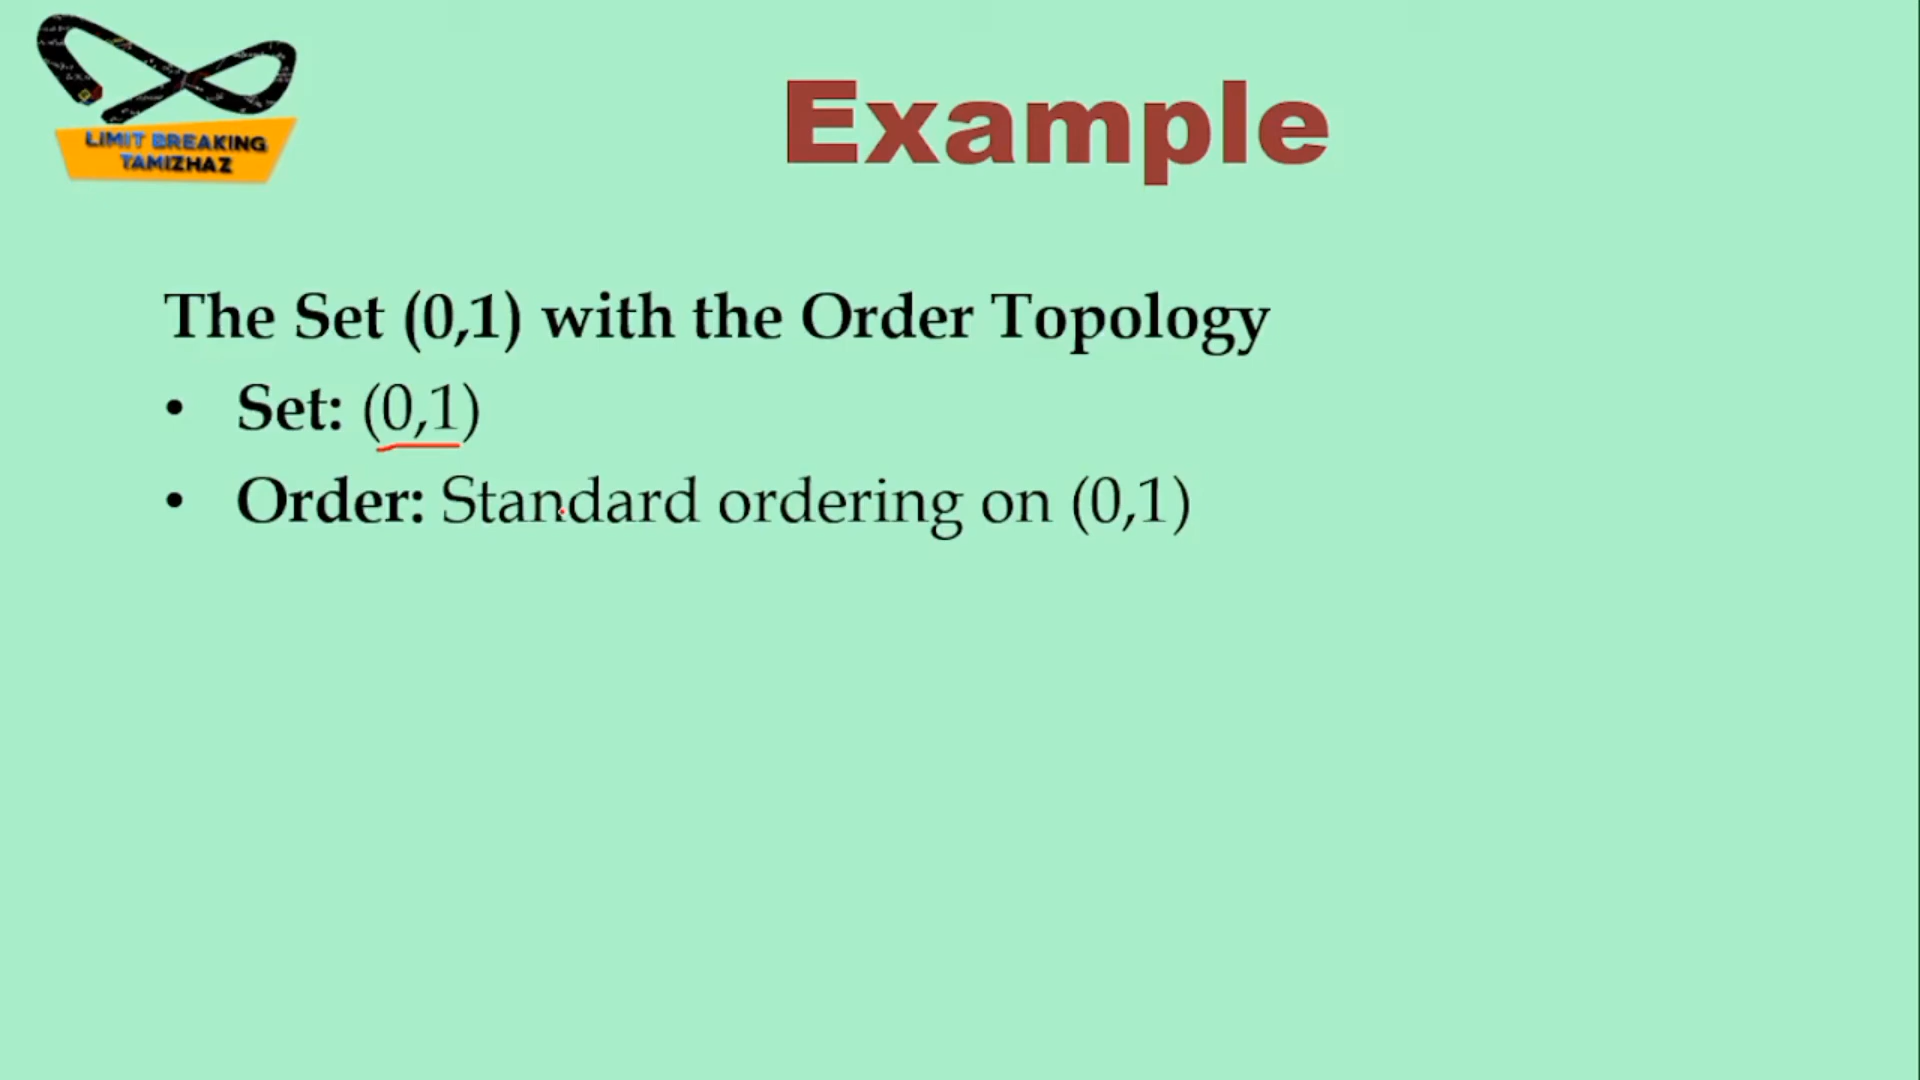 LIMIT BREAKING
TAMIZHAZ
Example
The Set (0,1) with the Order Topology
• Set: (0,1)
• Order: Standard ordering on (0,1)